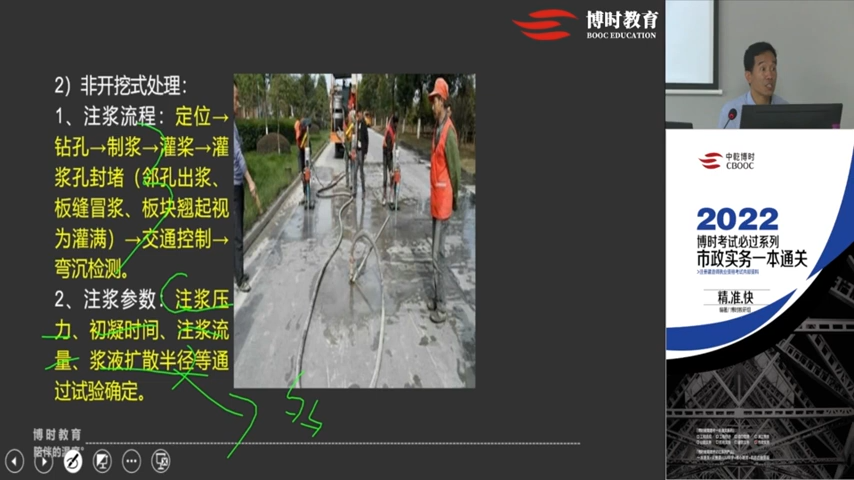 博时教育
BOOC EDUCATION
2）非开挖式处理：
1、注浆流程：定位→
钻孔→制浆→灌浆→灌
浆孔封堵（邻孔出浆、
板缝冒浆、板块翘起视
为灌满）→交通控制→
弯沉检测。
2、注浆参数：注浆压
力、初凝时间、注浆流
量、浆液扩散半径等通
过试验确定。
博时教育
陪伴的温度
中乾博时
CBOOC
2022
博时考试必过系列
市政实务一本通关
精,准,快